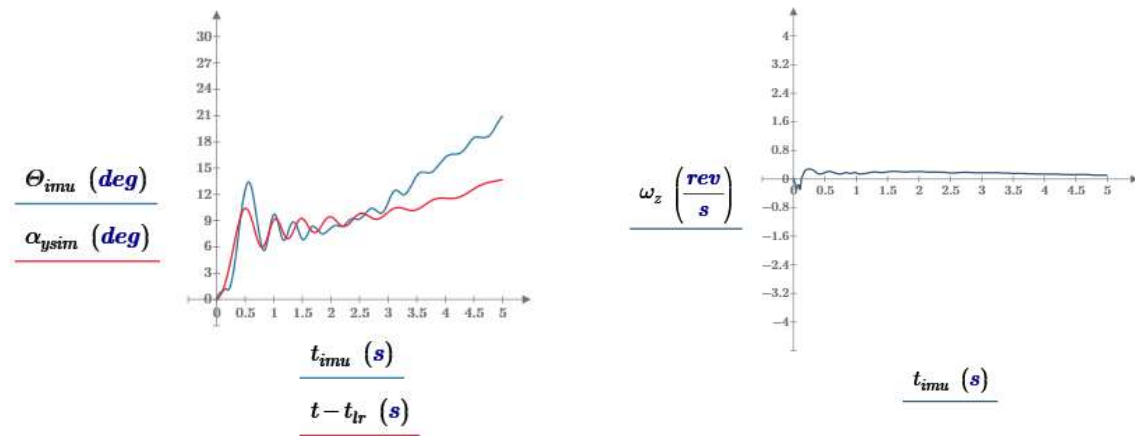 30
27
24
21
18
15
12
9
6
3
0
0 0.5 1 1.5 2 2.5 3 3.5 4 4.5 5
Θimu (deg)
αysim (deg)
timu (s)
t−tlr (s)
4
3.2
2.4
1.6
0.8
−0.8
−1.6
−2.4
−3.2
−4
0 0.5 1 1.5 2 2.5 3 3.5 4 4.5 5
ωz (rev/s)
timu (s)